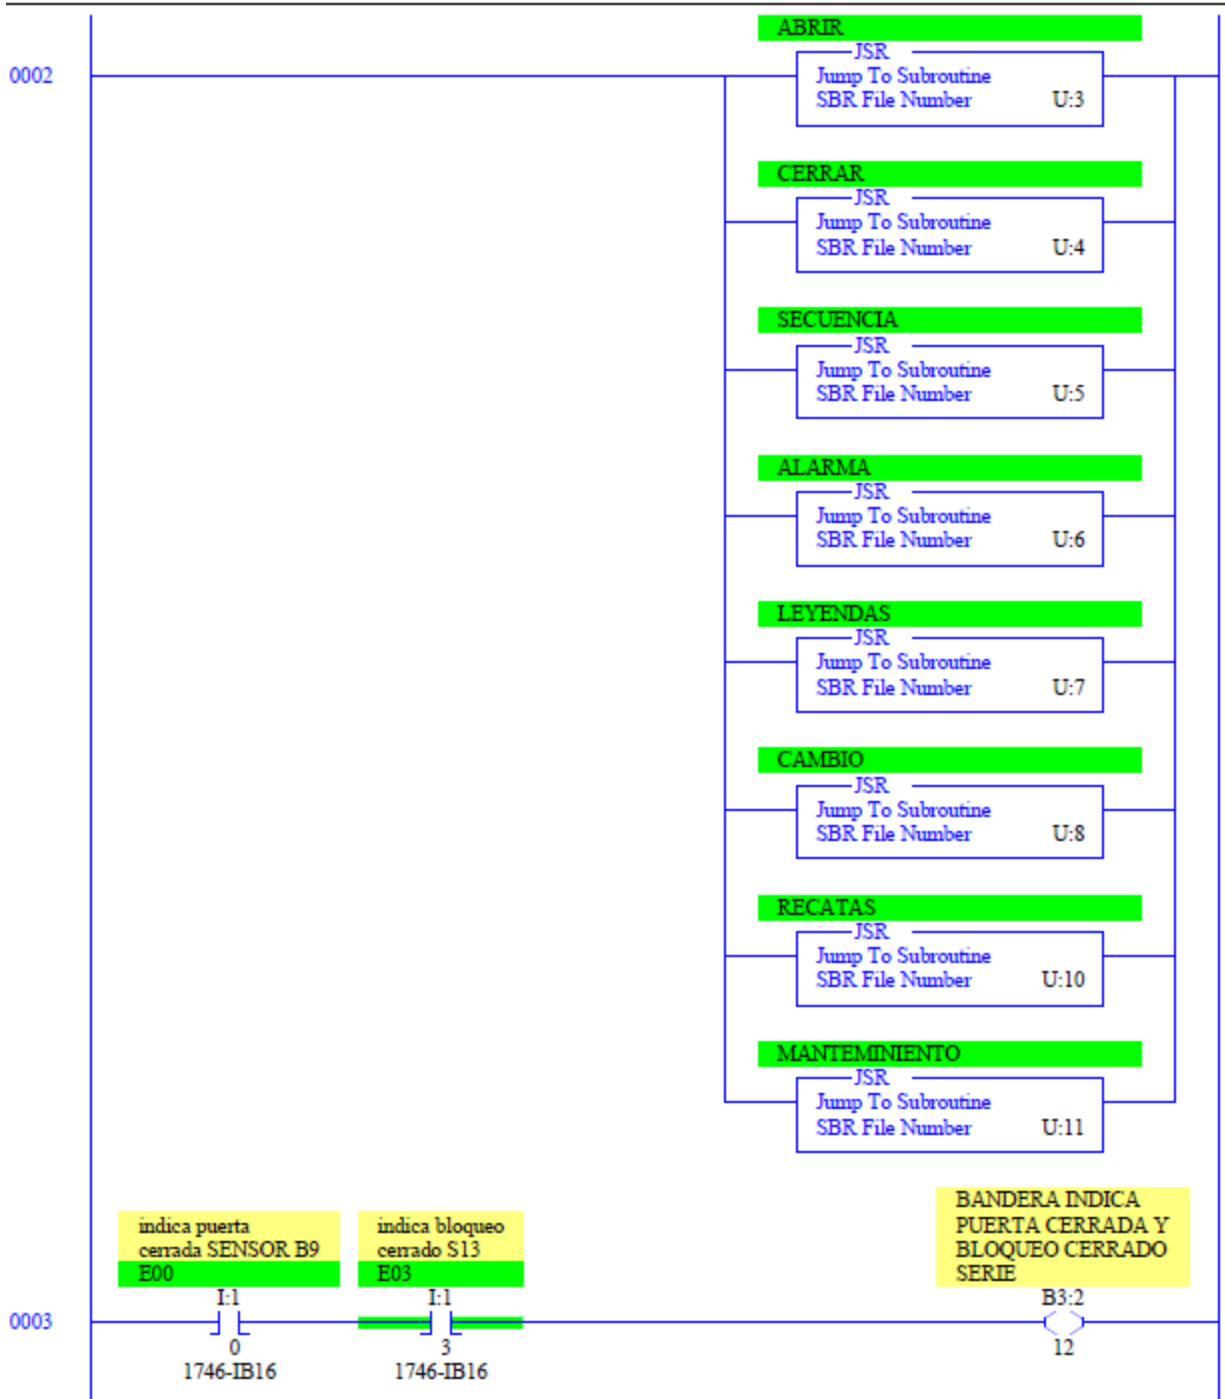 ABRIR
JSR
0002
Jump To Subroutine
SBR File Number U:3
CERRAR
JSR
Jump To Subroutine
SBR File Number U:4
SECUENCIA
JSR
Jump To Subroutine
SBR File Number U:5
ALARMA
JSR
Jump To Subroutine
SBR File Number U:6
LEYENDAS
JSR
Jump To Subroutine
SBR File Number U:7
CAMBIO
JSR
Jump To Subroutine
SBR File Number U:8
RECATAS
JSR
Jump To Subroutine
SBR File Number U:10
MANTEMINIENTO
JSR
Jump To Subroutine
SBR File Number U:11
indica puerta
cerrada SENSOR B9
E00
I:1
0
1746-IB16
indica bloqueo
cerrado S13
E03
I:1
3
1746-IB16
BANDERA INDICA
PUERTA CERRADA Y
BLOQUEO CERRADO
SERIE
B3:2
12
0003